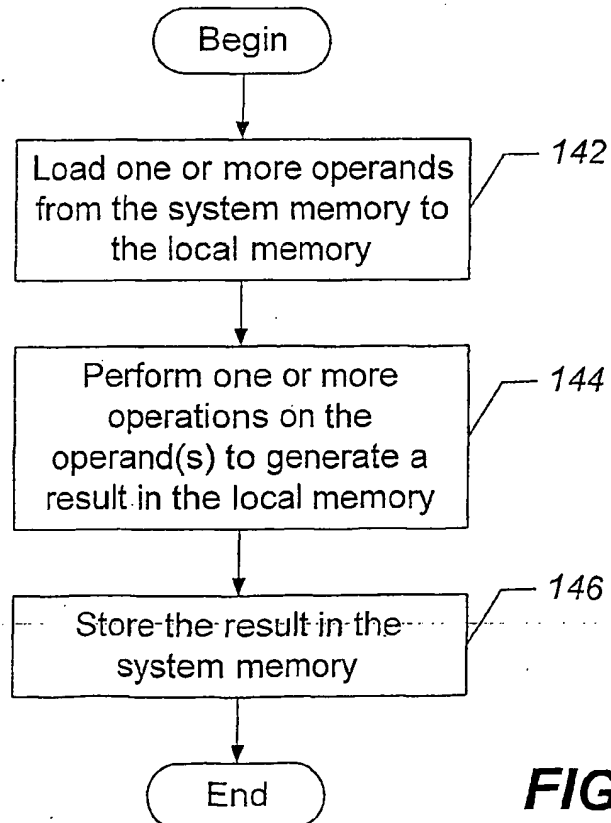 Begin
Load one or more operands
from the system memory to
the local memory
142
Perform one or more
operations on the
operand(s) to generate a
result in the local memory
144
Store the result in the
system memory
146
End
FIG